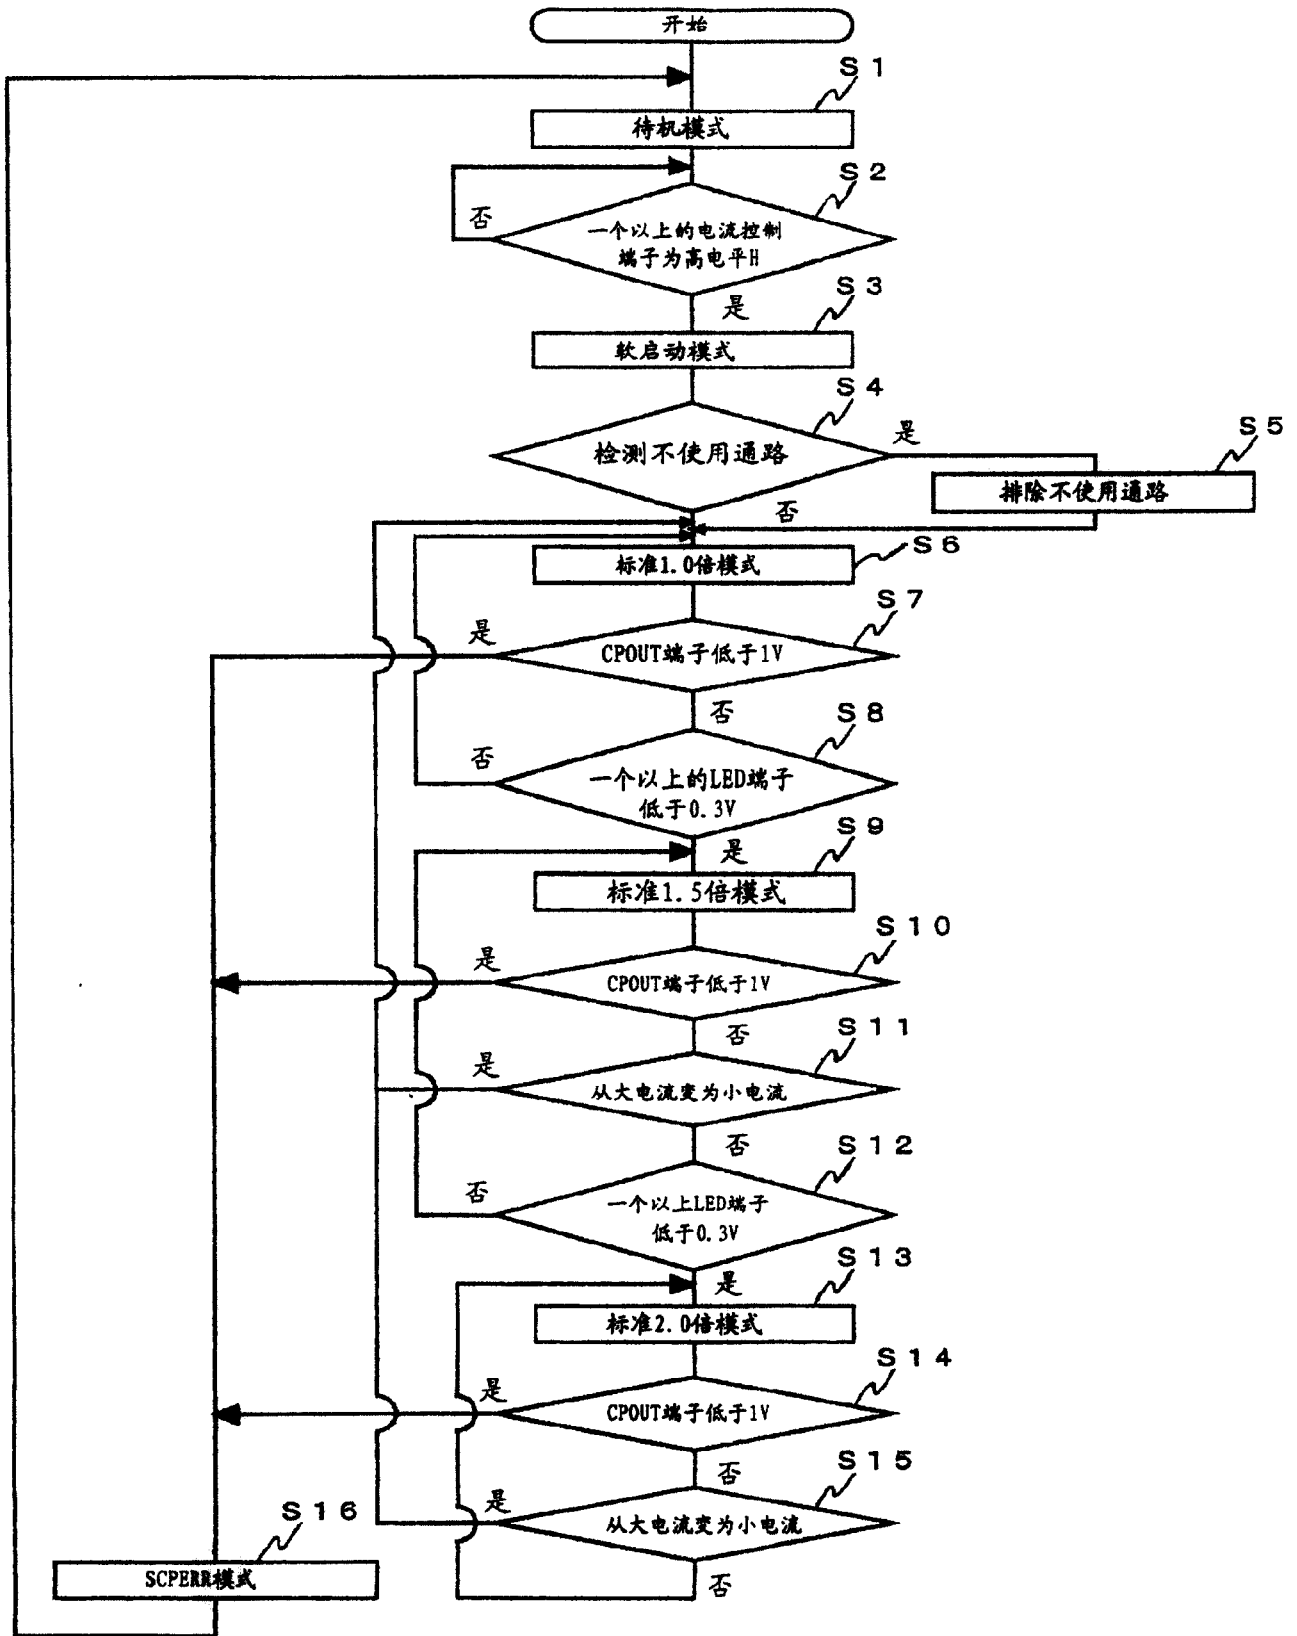 开始
S1
待机模式
S2
否
一个以上的电流控制
端子为高电平H
是
S3
软启动模式
S4
检测不使用通路
是
S5
排除不使用通路
否
S6
标准1.0倍模式
S7
是
CPOUT端子低于1V
否
S8
否
一个以上的LED端子
低于0.3V
是
S9
标准1.5倍模式
S10
是
CPOUT端子低于1V
否
S11
是
从大电流变为小电流
否
S12
否
一个以上LED端子
低于0.3V
是
S13
标准2.0倍模式
S14
是
CPOUT端子低于1V
否
S15
是
从大电流变为小电流
否
S16
SCPERR模式